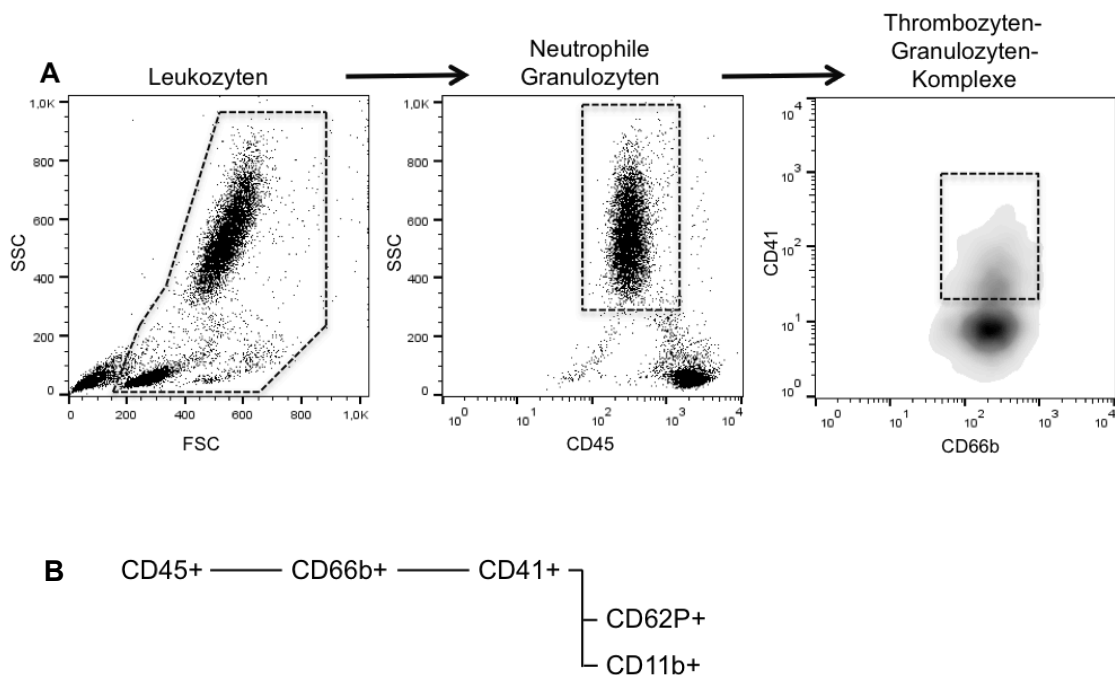 A
Leukozyten
Neutrophile
Granulozyten
Thrombozyten-
Granulozyten-
Komplexe
1,0K
800
600
400
200
0
SSC
0
200
400
600
800
1,0K
FSC
1,0K
800
600
400
200
0
SSC
10^0
10^1
10^2
10^3
10^4
CD45
10^4
10^3
10^2
10^1
10^0
CD41
10^0
10^1
10^2
10^3
10^4
CD66b
B
CD45+
CD66b+
CD41+
CD62P+
CD11b+